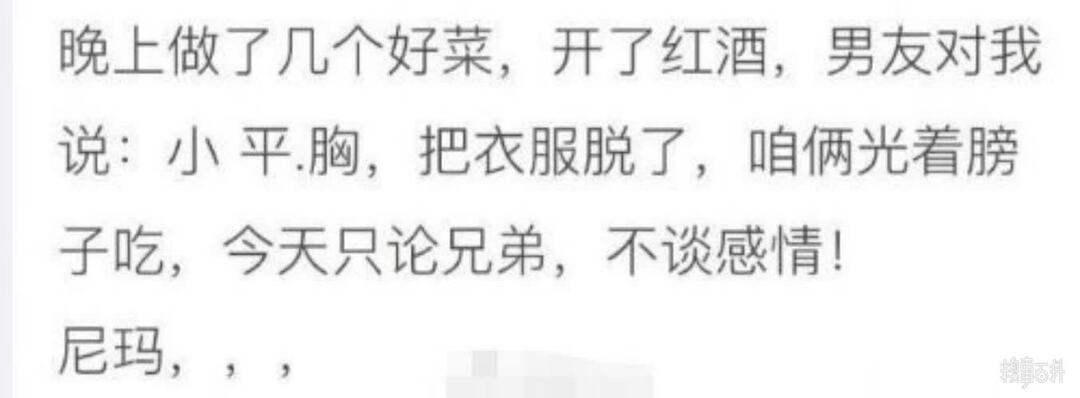 晚上做了几个好菜，开了红酒，男友对我
说：小 平.胸，把衣服脱了，咱俩光着膀
子吃，今天只论兄弟，不谈感情！
尼玛，，，